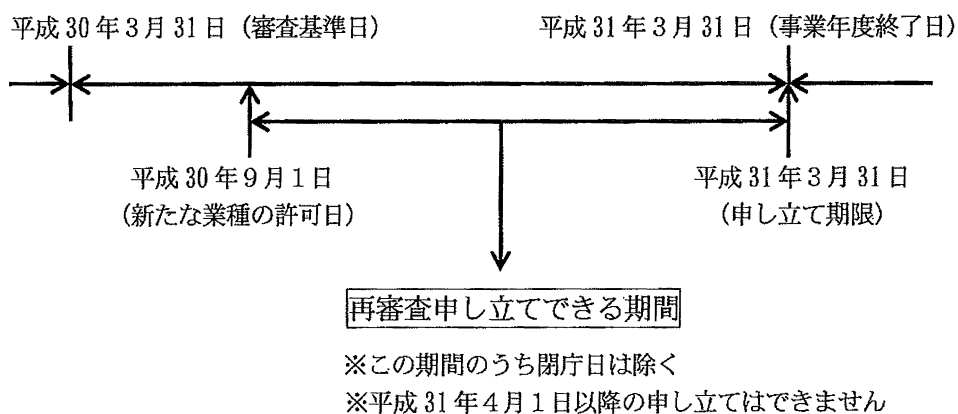 平成30年3月31日（審査基準日）
平成31年3月31日（事業年度終了日）
平成30年9月1日
（新たな業種の許可日）
平成31年3月31日
（申し立て期限）
再審査申し立てできる期間
※この期間のうち閉庁日は除く
※平成31年4月1日以降の申し立てはできません